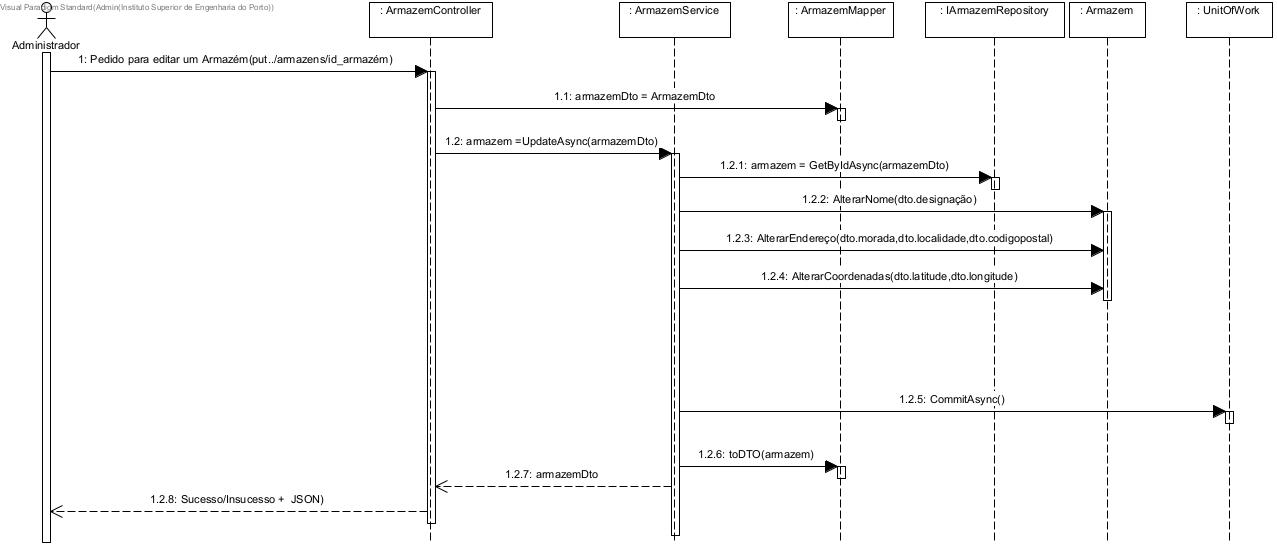 Visual Paradigm Standard(Admin(Instituto Superior de Engenharia do Porto))
: ArmazemController
: ArmazemService
: ArmazemMapper
: IArmazemRepository
: Armazem
: UnitOfWork
Administrador
1: Pedido para editar um Armazém(put../armazens/id_armazém)
1.1: armazemDto = ArmazemDto
1.2: armazem =UpdateAsync(armazemDto)
1.2.1: armazem = GetByIdAsync(armazemDto)
1.2.2: AlterarNome(dto.designação)
1.2.3: AlterarEndereço(dto.morada,dto.localidade,dto.codigopostal)
1.2.4: AlterarCoordenadas(dto.latitude,dto.longitude)
1.2.5: CommitAsync()
1.2.6: toDTO(armazem)
1.2.7: armazemDto
1.2.8: Sucesso/Insucesso + JSON)